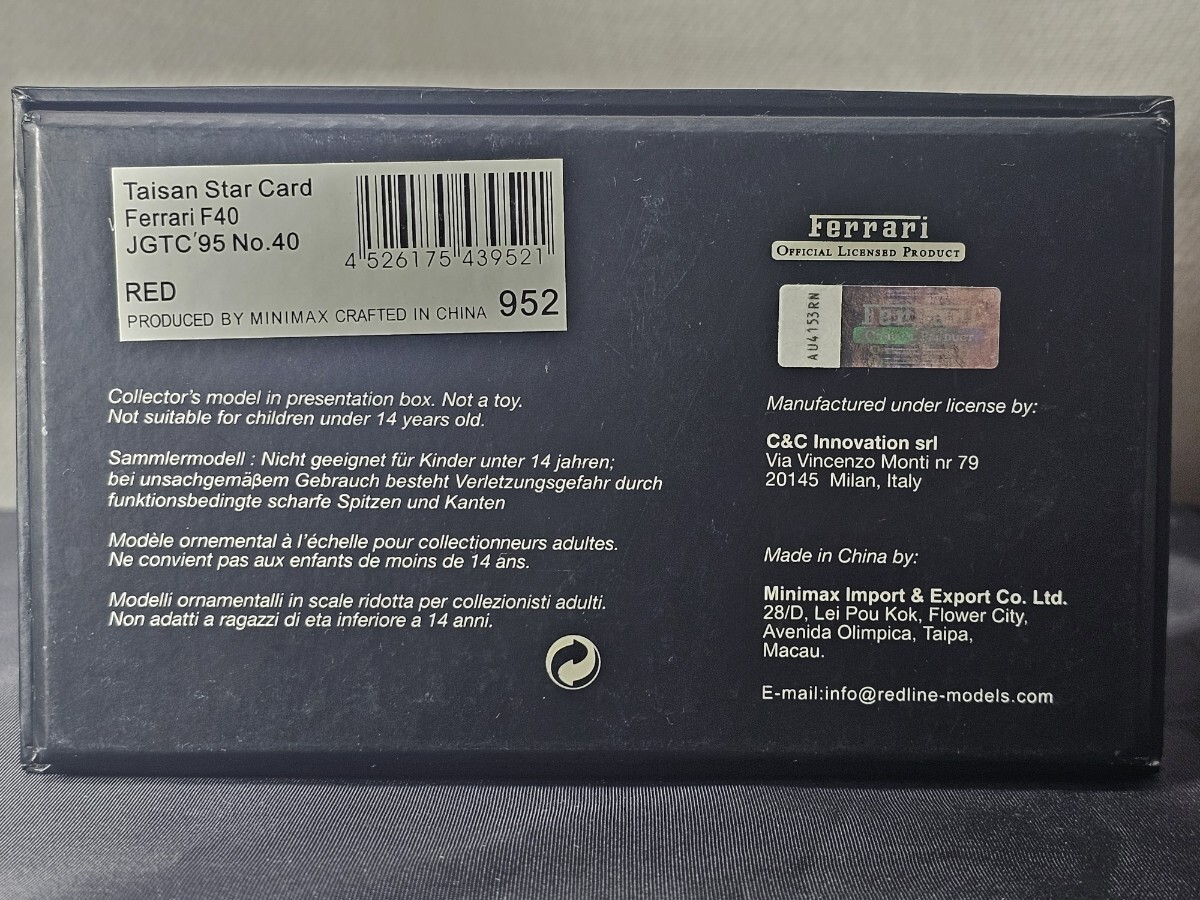 Taisan Star Card
Ferrari F40
JGTC'95 No.40
4 526175 439521
RED
PRODUCED BY MINIMAX CRAFTED IN CHINA 952
Collector's model in presentation box. Not a toy.
Not suitable for children under 14 years old.
Sammlermodell : Nicht geeignet für Kinder unter 14 jahren;
bei unsachgemäβem Gebrauch besteht Verletzungsgefahr durch
funktionsbedingte scharfe Spitzen und Kanten
Modèle ornemental à l'échelle pour collectionneurs adultes.
Ne convient pas aux enfants de moins de 14 ans.
Modelli ornamentalli in scale ridotta per collezionisti adulti.
Non adatti a ragazzi di eta inferiore a 14 anni.
Ferrari
OFFICIAL LICENSED PRODUCT
AU4153RN
Ferrari
Manufactured under license by:
C&C Innovation srl
Via Vincenzo Monti nr 79
20145 Milan, Italy
Made in China by:
Minimax Import & Export Co. Ltd.
28/D, Lei Pou Kok, Flower City,
Avenida Olimpica, Taipa,
Macau.
E-mail:info@redline-models.com